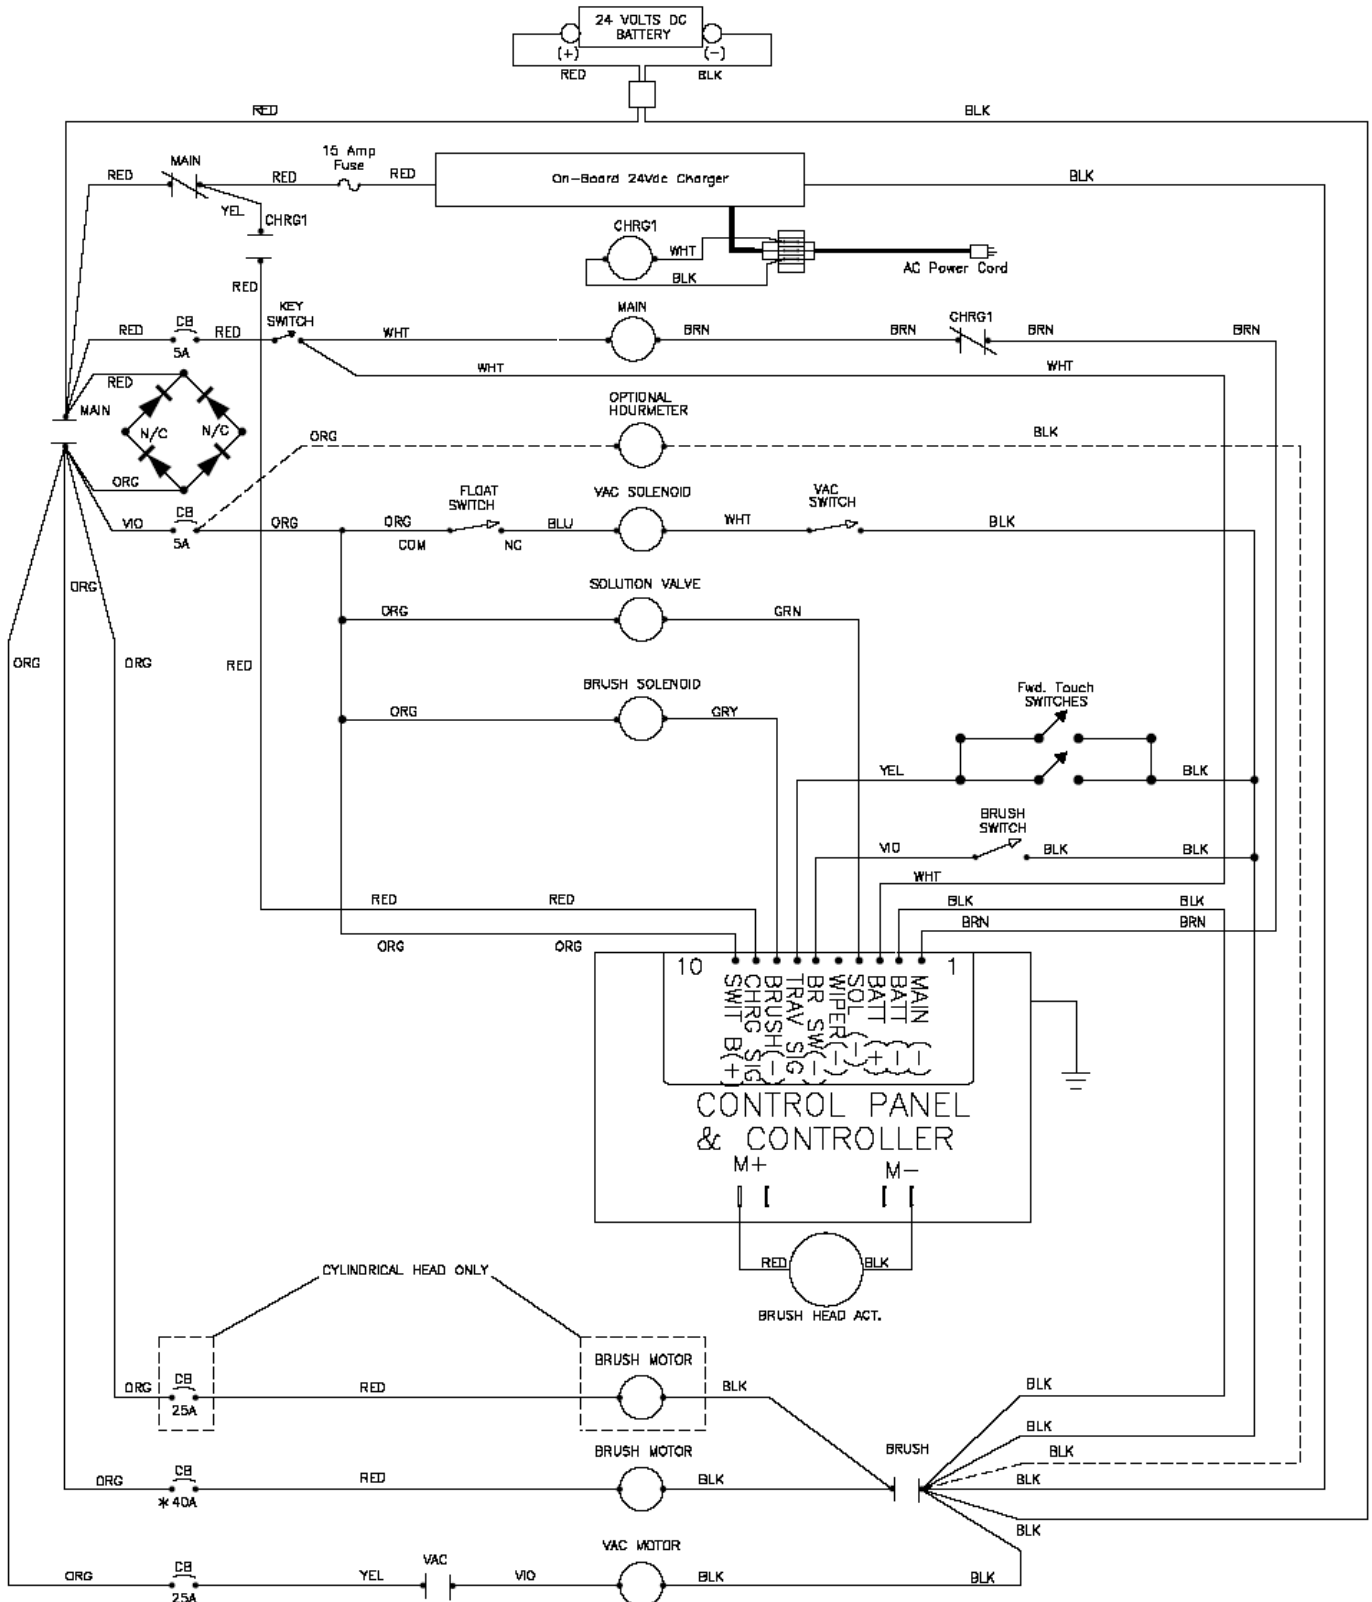 24 VOLTS DC
BATTERY
(+)
(-)
RED
BLK
RED
BLK
MAIN
15 Amp
Fuse
RED
RED
RED
On-Board 24Vdc Charger
BLK
YEL
CHRG1
CHRG1
WHT
BLK
AC Power Cord
RED
RED
CB
5A
RED
KEY
SWITCH
WHT
MAIN
BRN
BRN
CHRG1
BRN
BRN
WHT
WHT
RED
MAIN
N/C
N/C
ORG
OPTIONAL
HOURMETER
ORG
BLK
VIO
CB
5A
ORG
ORG
COM
FLOAT
SWITCH
NC
BLU
VAC SOLENOID
WHT
VAC
SWITCH
BLK
ORG
SOLUTION VALVE
ORG
GRN
ORG
ORG
RED
BRUSH SOLENOID
ORG
GRY
Fwd. Touch
SWITCHES
YEL
BLK
BRUSH
SWITCH
VIO
BLK
BLK
WHT
RED
RED
BLK
BLK
BRN
BRN
ORG
ORG
10
1
SWIT B(+)
CHRG SIG
BRUSH(-)
TRAV SIG
BR SW(-)
WIPER(-)
SOL(-)
BATT(+)
BATT(-)
MAIN(-)
CONTROL PANEL
& CONTROLLER
M+
M-
RED
BLK
BRUSH HEAD ACT.
CYLINDRICAL HEAD ONLY
ORG
CB
25A
RED
BRUSH MOTOR
BLK
BLK
BLK
BLK
BLK
BLK
BRUSH
ORG
CB
*40A
RED
BRUSH MOTOR
BLK
ORG
CB
25A
YEL
VAC
VIO
VAC MOTOR
BLK
BLK